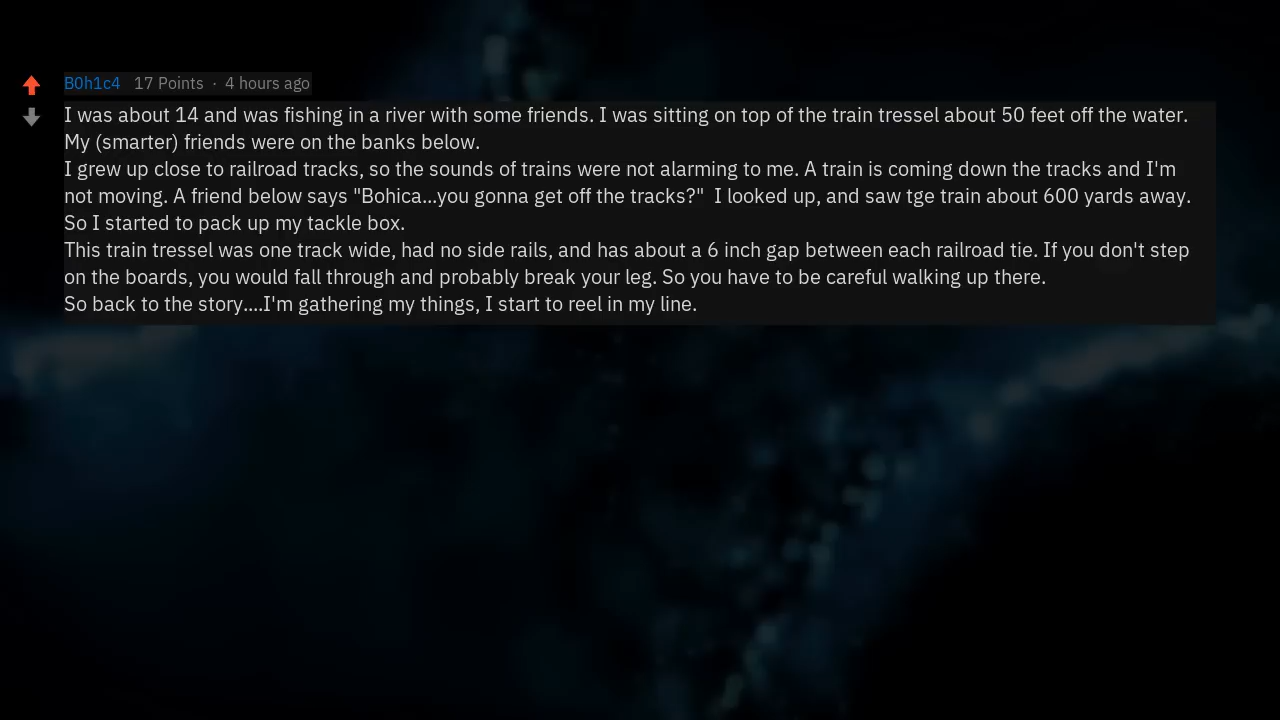 B0h1c4 17 Points · 4 hours ago
I was about 14 and was fishing in a river with some friends. I was sitting on top of the train tressel about 50 feet off the water.
My (smarter) friends were on the banks below.
I grew up close to railroad tracks, so the sounds of trains were not alarming to me. A train is coming down the tracks and I'm
not moving. A friend below says "Bohica...you gonna get off the tracks?"  I looked up, and saw tge train about 600 yards away.
So I started to pack up my tackle box.
This train tressel was one track wide, had no side rails, and has about a 6 inch gap between each railroad tie. If you don't step
on the boards, you would fall through and probably break your leg. So you have to be careful walking up there.
So back to the story....I'm gathering my things, I start to reel in my line.